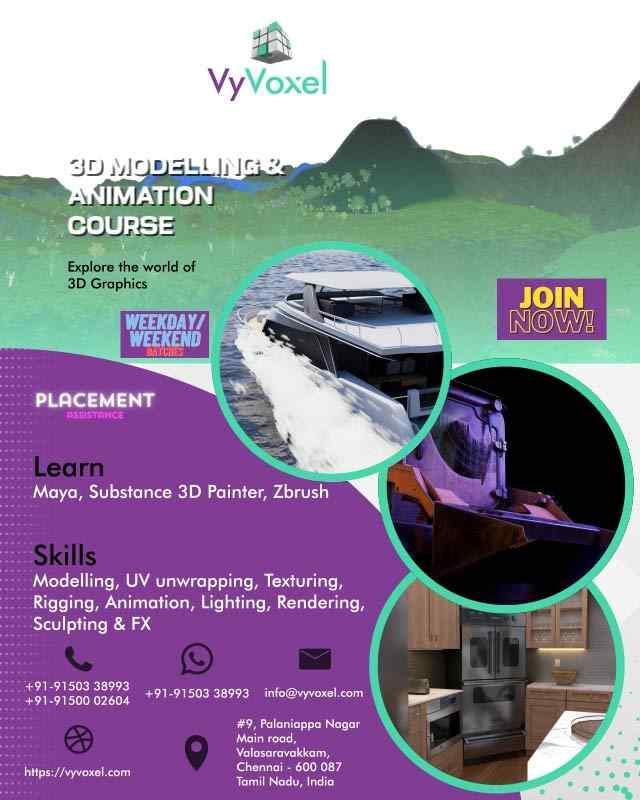 VyVoxel
3D MODELLING &
ANIMATION
COURSE
Explore the world of
3D Graphics
WEEKDAY/
WEEKEND
BATCHES
JOIN
NOW!
PLACEMENT
ASSISTANCE
Learn
Maya, Substance 3D Painter, Zbrush
Skills
Modelling, UV unwrapping, Texturing,
Rigging, Animation, Lighting, Rendering,
Sculpting & FX
+91-91503 38993
+91-91500 02604
+91-91503 38993
info@vyvoxel.com
https://vyvoxel.com
#9, Palaniappa Nagar
Main road,
Valasaravakkam,
Chennai - 600 087
Tamil Nadu, India